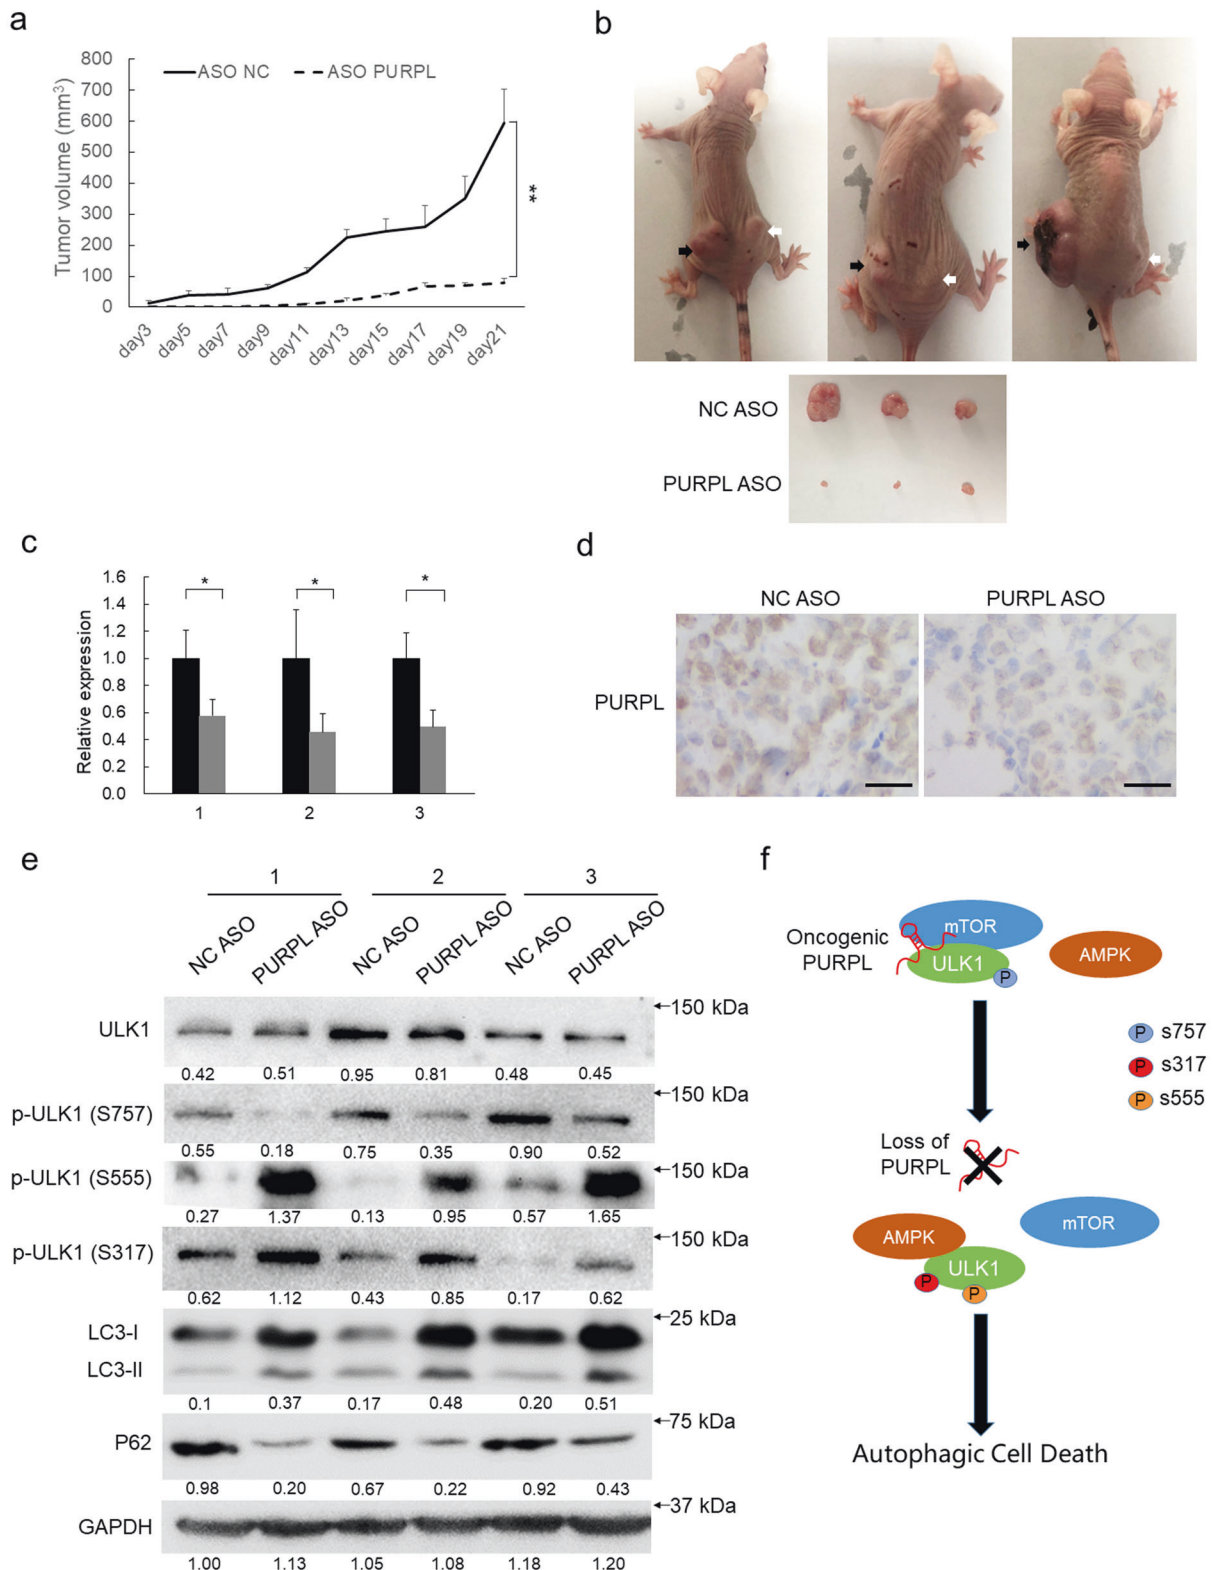 a
800
700
600
500
400
300
200
100
0
Tumor volume (mm³)
ASO NC
ASO PURPL
**
day3
day5
day7
day9
day11
day13
day15
day17
day19
day21
b
NC ASO
PURPL ASO
c
1.6
1.4
1.2
1.0
0.8
0.6
0.4
0.2
0.0
Relative expression
* * *
1 2 3
d
NC ASO PURPL ASO
PURPL
e
1 2 3
NC ASO PURPL ASO NC ASO PURPL ASO NC ASO PURPL ASO
ULK1 150 kDa
0.42 0.51 0.95 0.81 0.48 0.45
p-ULK1 (S757) 150 kDa
0.55 0.18 0.75 0.35 0.90 0.52
p-ULK1 (S555) 150 kDa
0.27 1.37 0.13 0.95 0.57 1.65
p-ULK1 (S317) 150 kDa
0.62 1.12 0.43 0.85 0.17 0.62
LC3-I 25 kDa
LC3-II
0.1 0.37 0.17 0.48 0.20 0.51
P62 75 kDa
0.98 0.20 0.67 0.22 0.92 0.43
GAPDH 37 kDa
1.00 1.13 1.05 1.08 1.18 1.20
f
Oncogenic
PURPL
mTOR
ULK1
P
AMPK
P s757
P s317
P s555
Loss of
PURPL
AMPK
mTOR
ULK1
P
P
Autophagic Cell Death